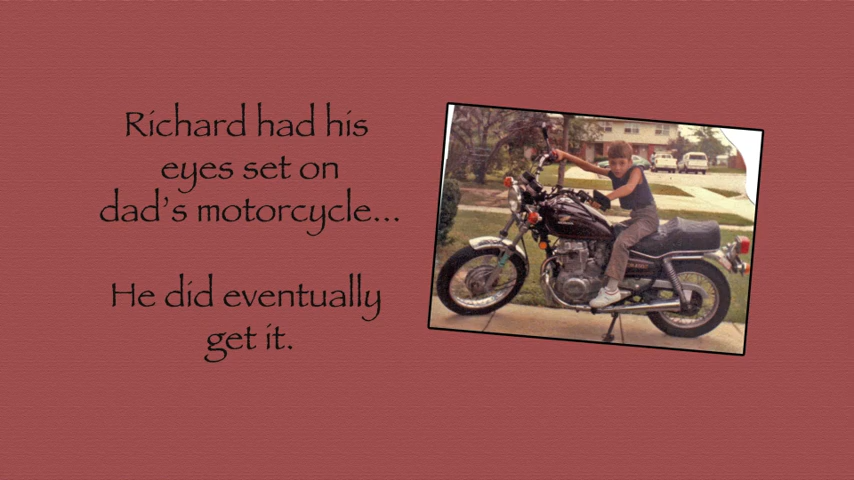 Richard had his
eyes set on
dad's motorcycle...
He did eventually
get it.